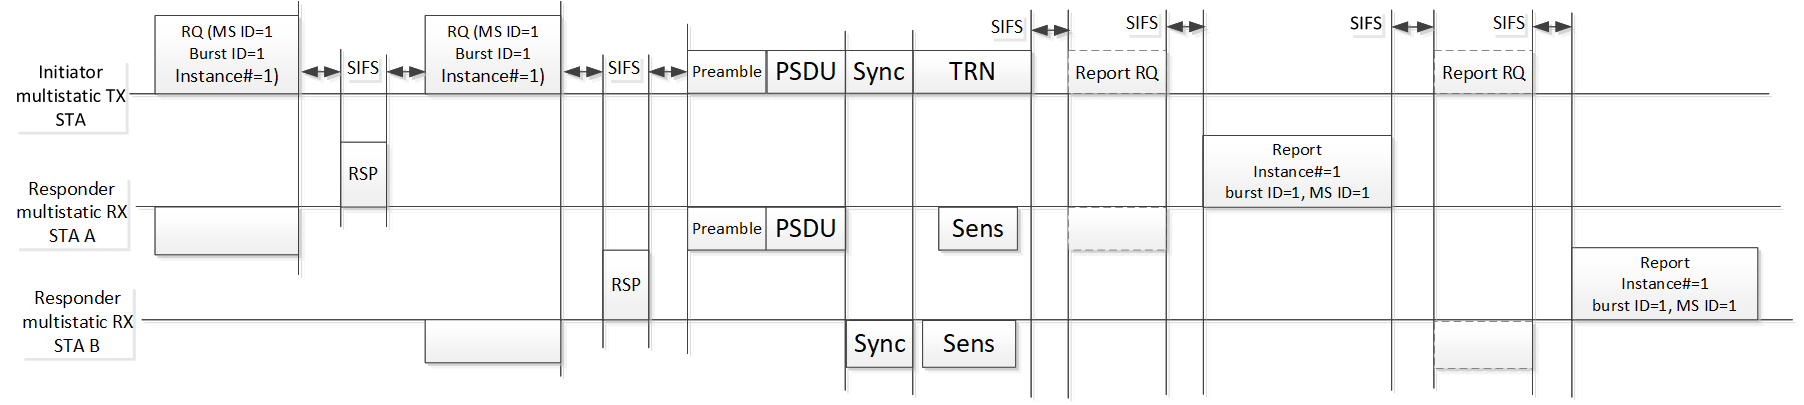 SIFS
SIFS
SIFS
SIFS
RQ (MS ID=1
Burst ID=1
Instance#=1)
RQ (MS ID=1
Burst ID=1
Instance#=1)
SIFS
SIFS
Initiator
multistatic TX
STA
Preamble
PSDU
Sync
TRN
Report RQ
Report RQ
RSP
Report
Instance#=1
burst ID=1, MS ID=1
Responder
multistatic RX
STA A
Preamble
PSDU
Sens
RSP
Report
Instance#=1
burst ID=1, MS ID=1
Responder
multistatic RX
STA B
Sync
Sens